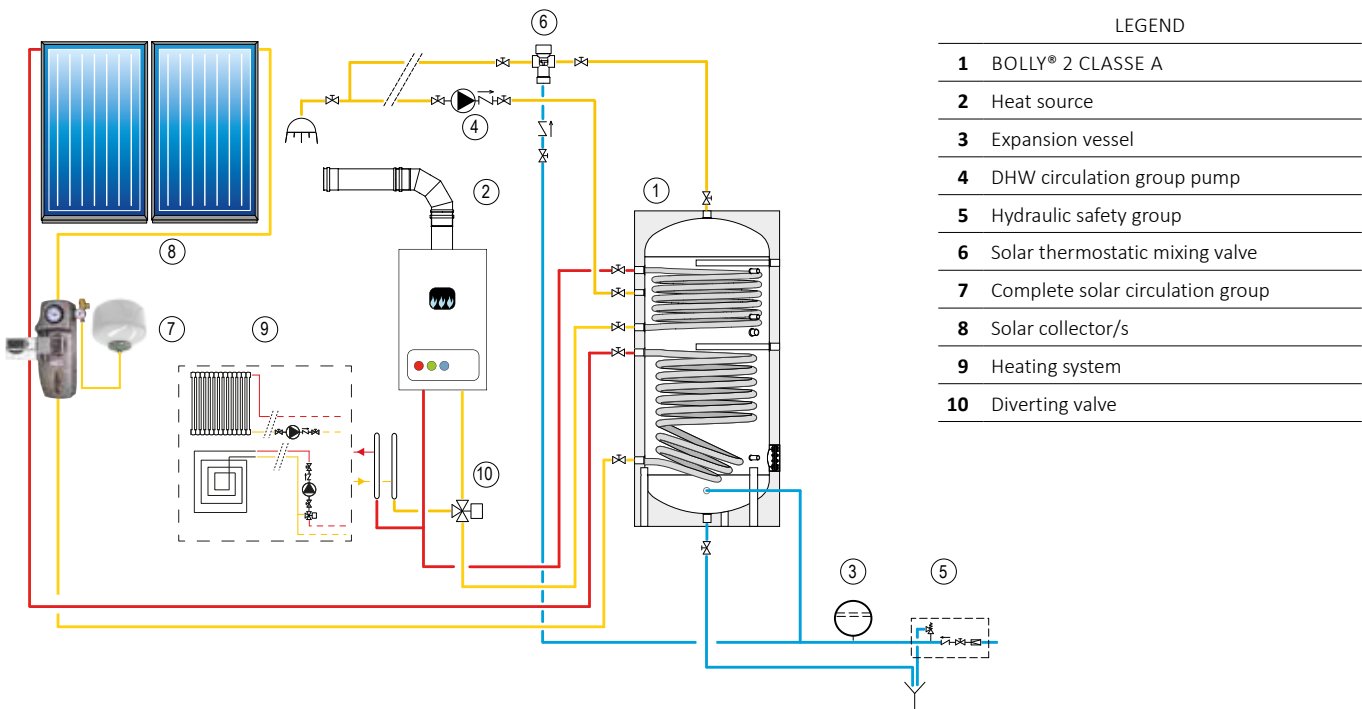 6
LEGEND
1 BOLLY® 2 CLASSE A
2 Heat source
3 Expansion vessel
4 DHW circulation group pump
5 Hydraulic safety group
6 Solar thermostatic mixing valve
7 Complete solar circulation group
8 Solar collector/s
9 Heating system
10 Diverting valve
4
2
1
8
7
9
10
3
5